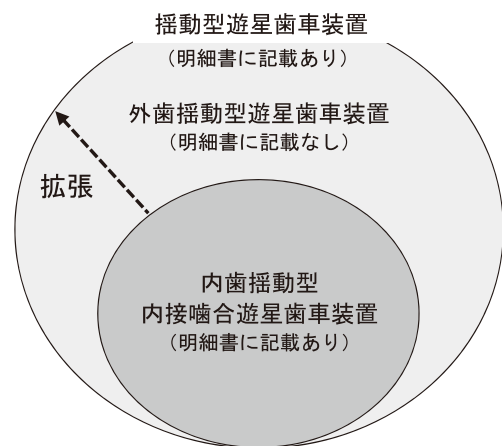 揺動型遊星歯車装置
（明細書に記載あり）
外歯揺動型遊星歯車装置
（明細書に記載なし）
拡張
内歯揺動型
内接噛合遊星歯車装置
（明細書に記載あり）